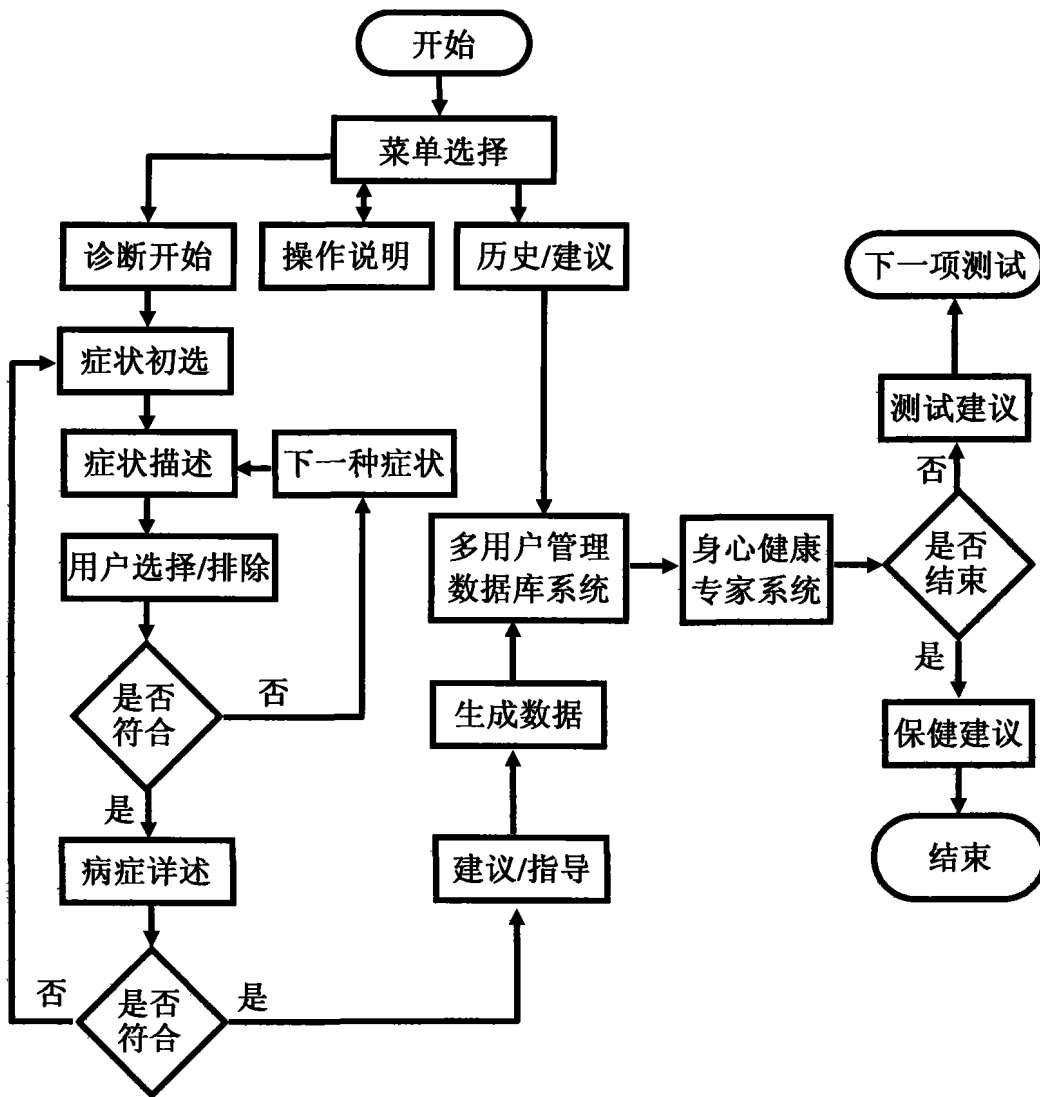 开始
菜单选择
诊断开始
操作说明
历史/建议
下一项测试
症状初选
测试建议
症状描述
下一种症状
否
用户选择/排除
多用户管理
数据库系统
身心健康
专家系统
是否
结束
是
是否
符合
否
生成数据
保健建议
是
病症详述
建议/指导
结束
否
是否
符合
是